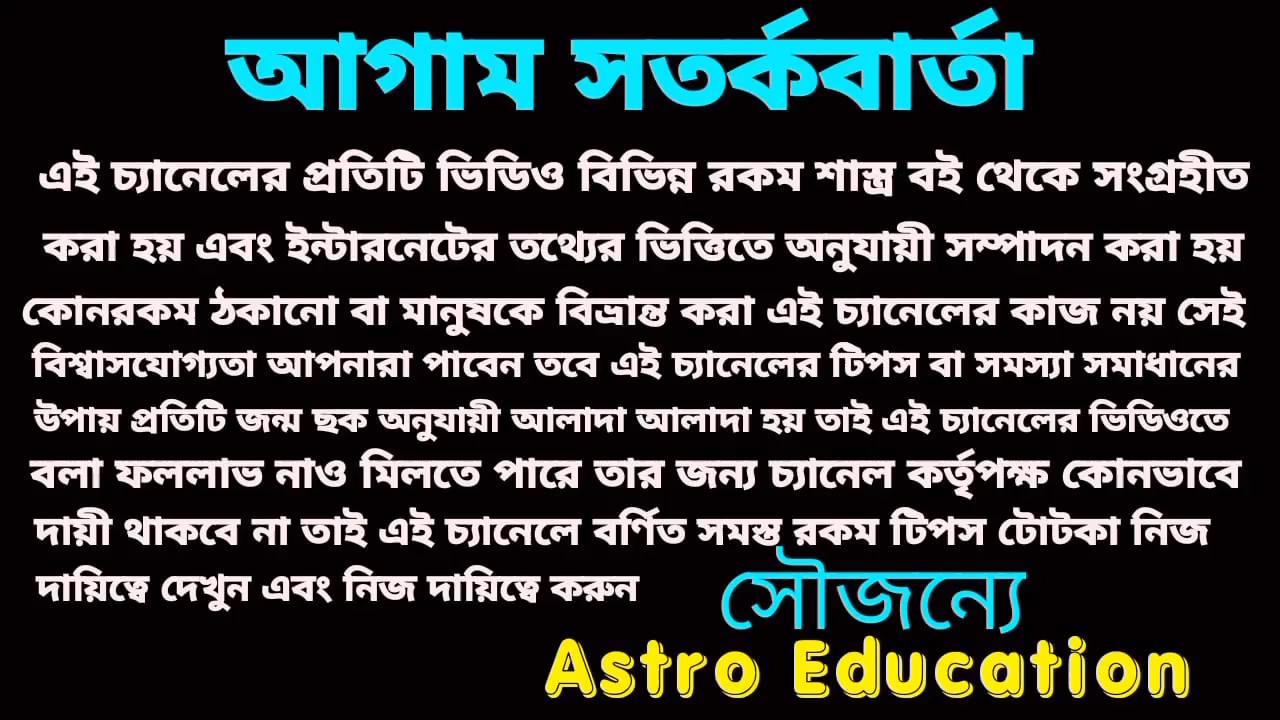 আগাম সতর্কবার্তা
এই চ্যানেলের প্রতিটি ভিডিও বিভিন্ন রকম শাস্ত্র বই থেকে সংগ্রহীত
করা হয় এবং ইন্টারনেটের তথ্যের ভিত্তিতে অনুযায়ী সম্পাদন করা হয়
কোনরকম ঠকানো বা মানুষকে বিভ্রান্ত করা এই চ্যানেলের কাজ নয় সেই
বিশ্বাসযোগ্যতা আপনারা পাবেন তবে এই চ্যানেলের টিপস বা সমস্যা সমাধানের
উপায় প্রতিটি জন্ম ছক অনুযায়ী আলাদা আলাদা হয় তাই এই চ্যানেলের ভিডিওতে
বলা ফললাভ নাও মিলতে পারে তার জন্য চ্যানেল কর্তৃপক্ষ কোনভাবে
দায়ী থাকবে না তাই এই চ্যানেলে বর্ণিত সমস্ত রকম টিপস টোটকা নিজ
দায়িত্বে দেখুন এবং নিজ দায়িত্বে করুন
সৌজন্যে
Astro Education